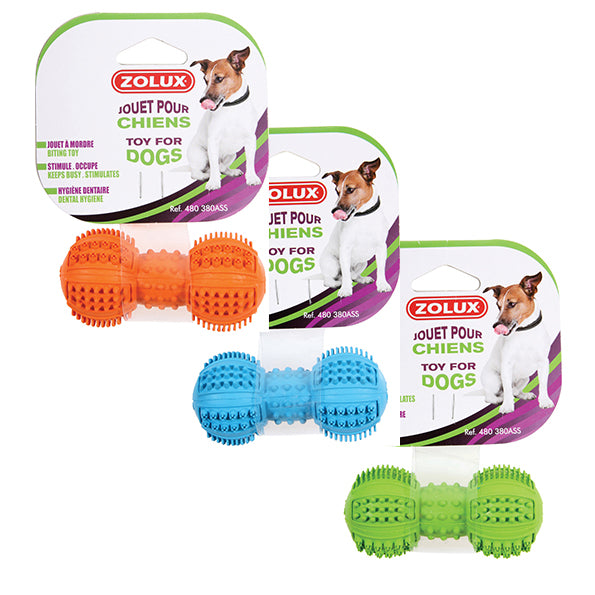 ZOLUX
JOUET POUR
CHIENS
TOY FOR
DOGS
JOUET À MORDRE
BITING TOY
STIMULE, OCCUPE
KEEPS BUSY, STIMULATES
HYGIÈNE DENTAIRE
DENTAL HYGIENE
Ref. 480 380ASS
ZOLUX
JOUET POUR
CHIENS
TOY FOR
DOGS
Ref. 480 380ASS
ZOLUX
JOUET POUR
CHIENS
TOY FOR
DOGS
LATES
RE
Ref. 480 380ASS